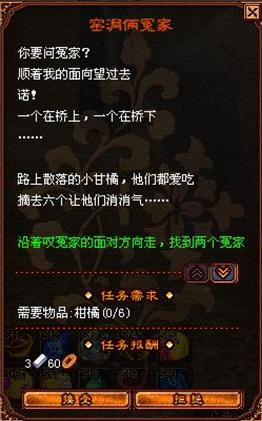 窑洞俩冤家
你要问冤家?
顺着我的面向望过去
诺!
一个在桥上，一个在桥下
……
路上散落的小甘橘，他们都爱吃
摘去六个让他们消消气……
沿着叹冤家的面对方向走，找到两个冤家
任务需求
需要物品:柑橘(0/6)
任务报酬
3 60
接受 拒绝